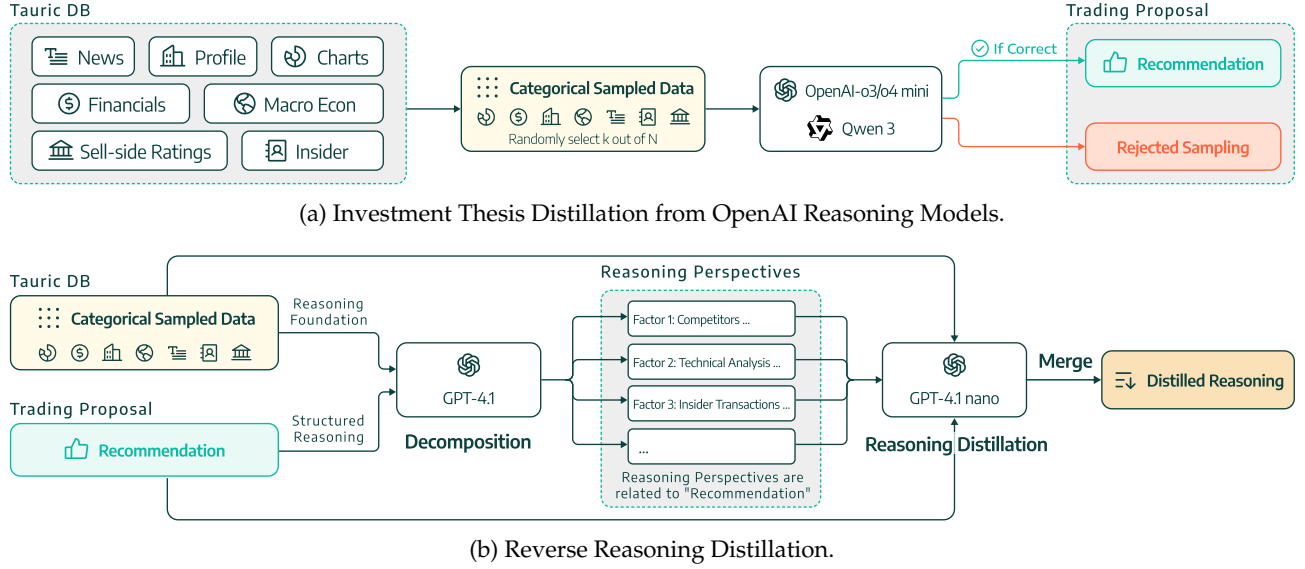 Tauric DB
News
Profile
Charts
Financials
Macro Econ
Sell-side Ratings
Insider
Categorical Sampled Data
Randomly select k out of N
OpenAI-o3/o4 mini
Qwen 3
If Correct
Trading Proposal
Recommendation
Rejected Sampling
(a) Investment Thesis Distillation from OpenAI Reasoning Models.
Tauric DB
Categorical Sampled Data
Trading Proposal
Recommendation
Reasoning
Foundation
Structured
Reasoning
GPT-4.1
Decomposition
Reasoning Perspectives
Factor 1: Competitors ...
Factor 2: Technical Analysis ...
Factor 3: Insider Transactions ...
...
Reasoning Perspectives are
related to "Recommendation"
GPT-4.1 nano
Reasoning Distillation
Merge
Distilled Reasoning
(b) Reverse Reasoning Distillation.